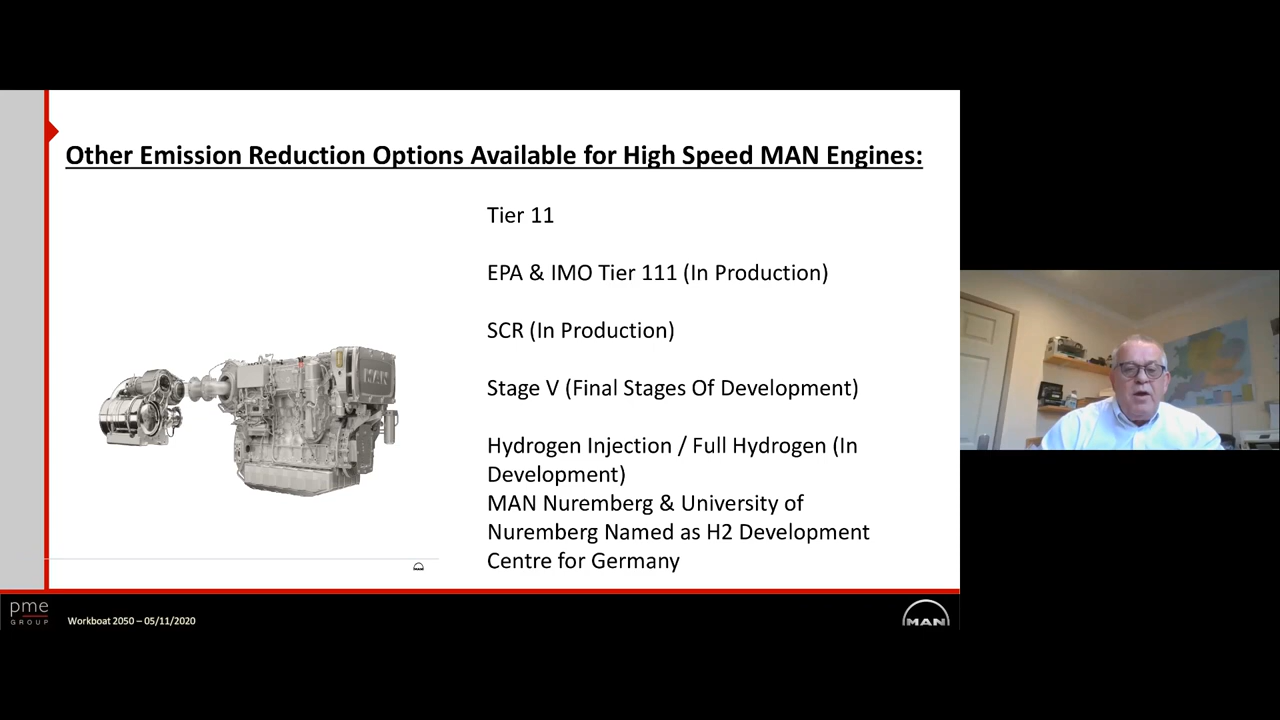 Other Emission Reduction Options Available for High Speed MAN Engines:
Tier 11
EPA & IMO Tier 111 (In Production)
SCR (In Production)
Stage V (Final Stages Of Development)
Hydrogen Injection / Full Hydrogen (In
Development)
MAN Nuremberg & University of
Nuremberg Named as H2 Development
Centre for Germany
MAN
pme
GROUP
Workboat 2050 – 05/11/2020
MAN